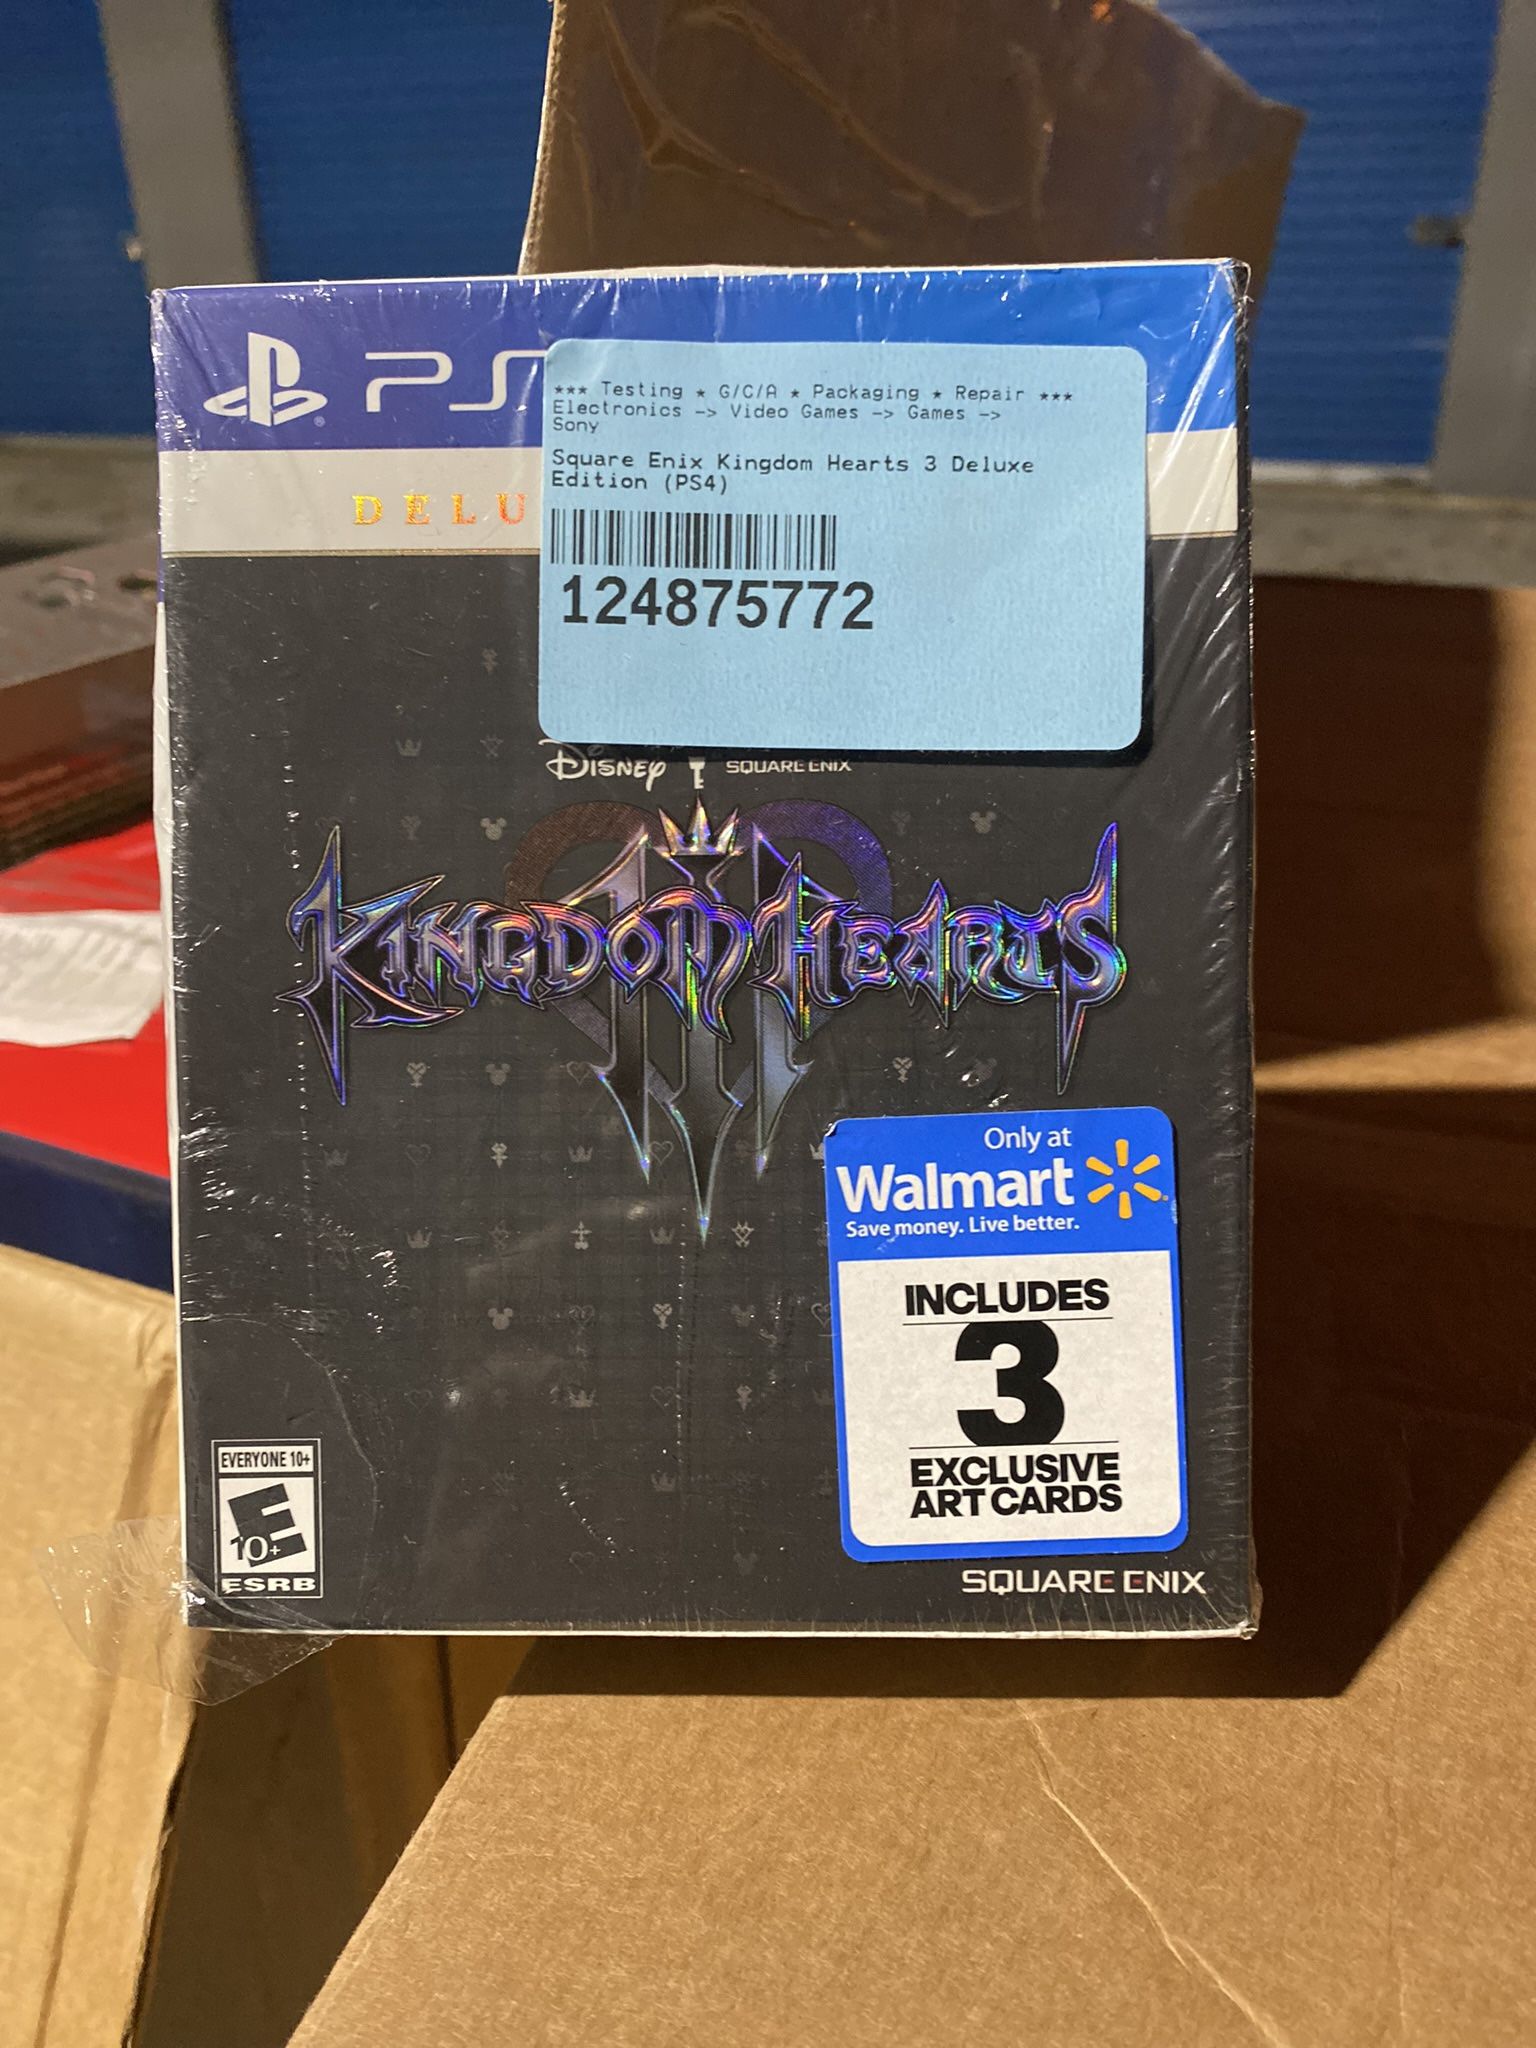 PS
*** Testing * G/C/A * Packaging * Repair ***
Electronics -> Video Games -> Games ->
Sony
Square Enix Kingdom Hearts 3 Deluxe
Edition (PS4)
124875772
DELU
Disney SQUARE ENIX
KINGDOM HEARTS
III
Only at
Walmart
Save money. Live better.
INCLUDES
3
EXCLUSIVE
ART CARDS
EVERYONE 10+
E
10+
ESRB
SQUARE ENIX